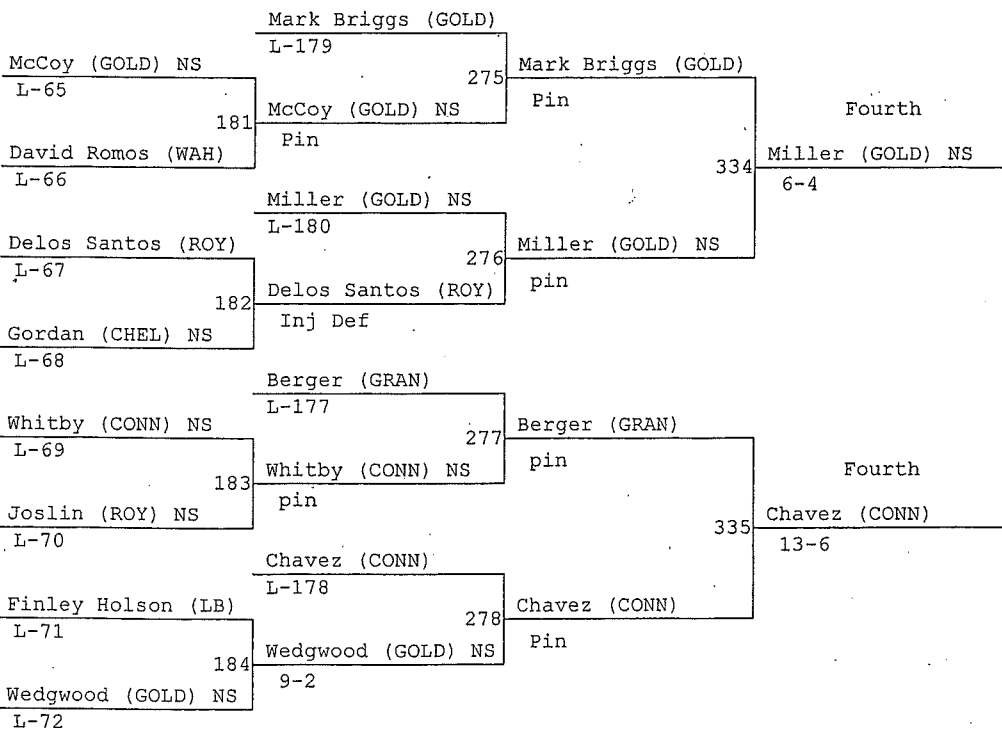 Mark Briggs (GOLD)
L-179
McCoy (GOLD) NS
L-65
275
Mark Briggs (GOLD)
Pin
181
McCoy (GOLD) NS
Pin
Fourth
David Romos (WAH)
L-66
334
Miller (GOLD) NS
6-4
Miller (GOLD) NS
L-180
Delos Santos (ROY)
L-67
276
Miller (GOLD) NS
pin
182
Delos Santos (ROY)
Inj Def
Gordan (CHEL) NS
L-68
Berger (GRAN)
L-177
Whitby (CONN) NS
L-69
277
Berger (GRAN)
pin
183
Whitby (CONN) NS
pin
Fourth
Joslin (ROY) NS
L-70
335
Chavez (CONN)
13-6
Chavez (CONN)
L-178
Finley Holson (LB)
L-71
278
Chavez (CONN)
Pin
184
Wedgwood (GOLD) NS
9-2
Wedgwood (GOLD) NS
L-72